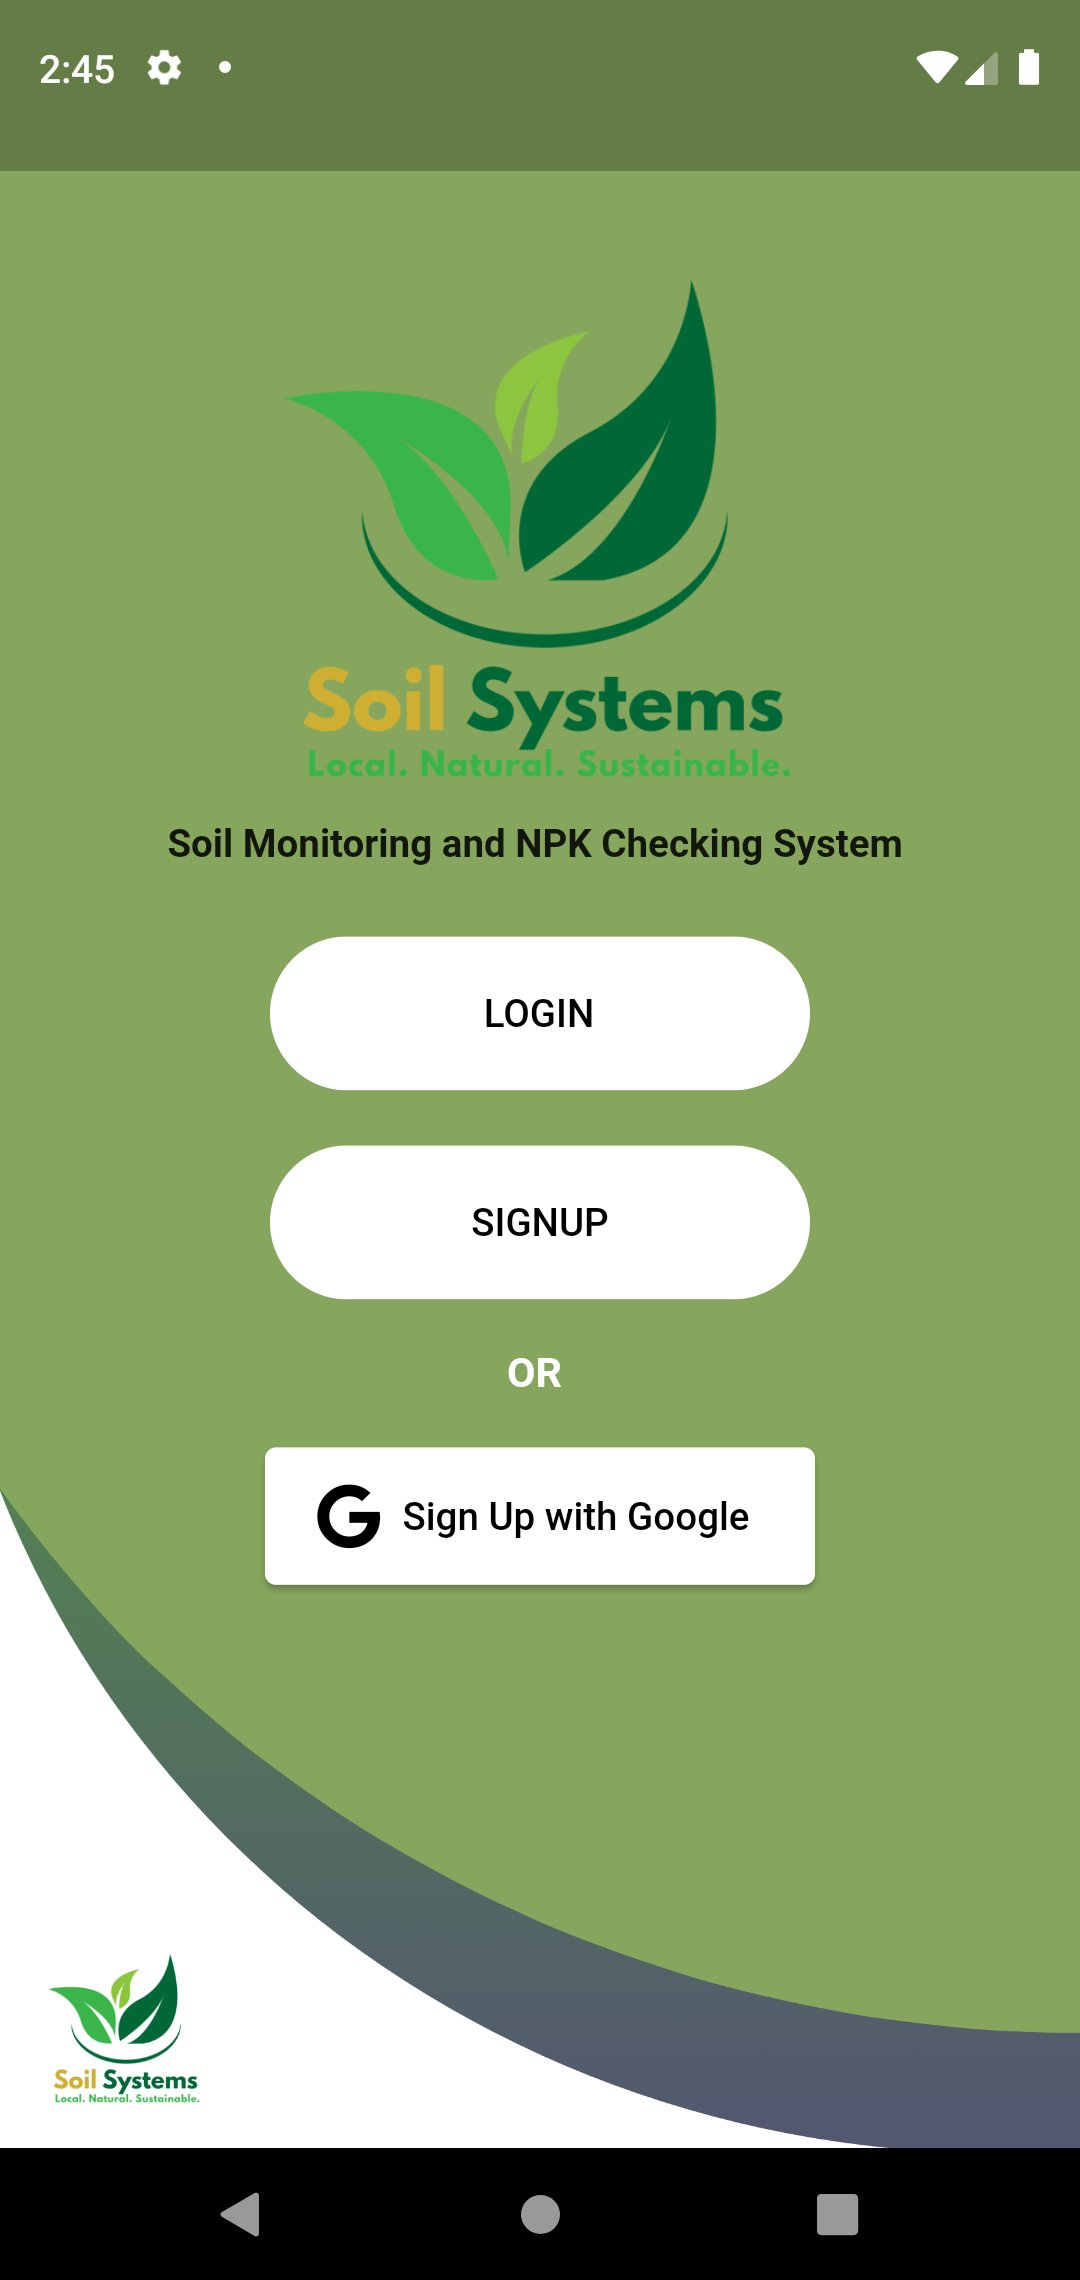 2:45
Soil Systems
Local. Natural. Sustainable.
Soil Monitoring and NPK Checking System
LOGIN
SIGNUP
OR
G Sign Up with Google
Soil Systems
Local. Natural. Sustainable.